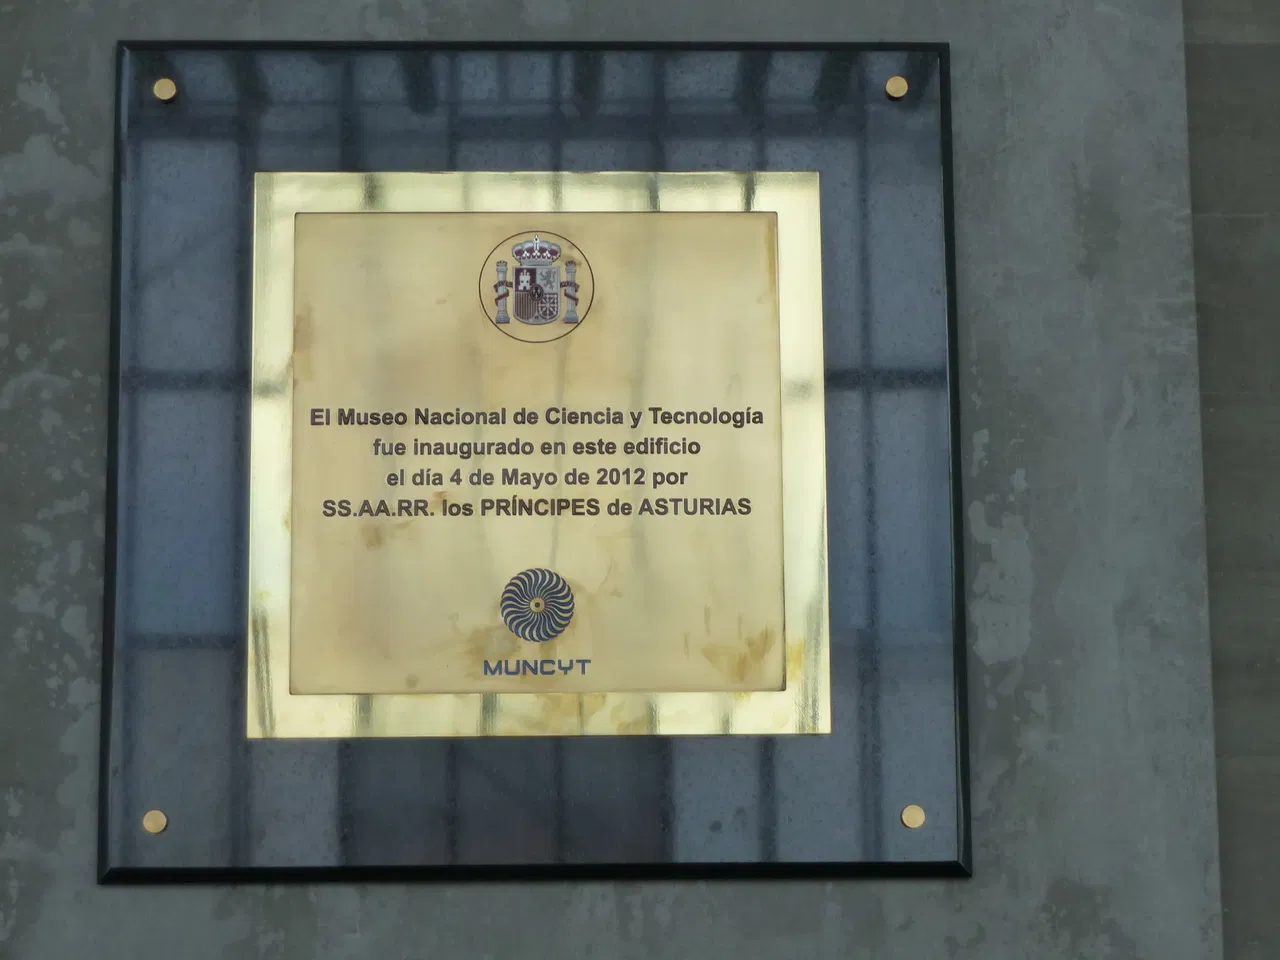 El Museo Nacional de Ciencia y Tecnología
fue inaugurado en este edificio
el día 4 de Mayo de 2012 por
SS.AA.RR. los PRÍNCIPES de ASTURIAS
MUNCYT